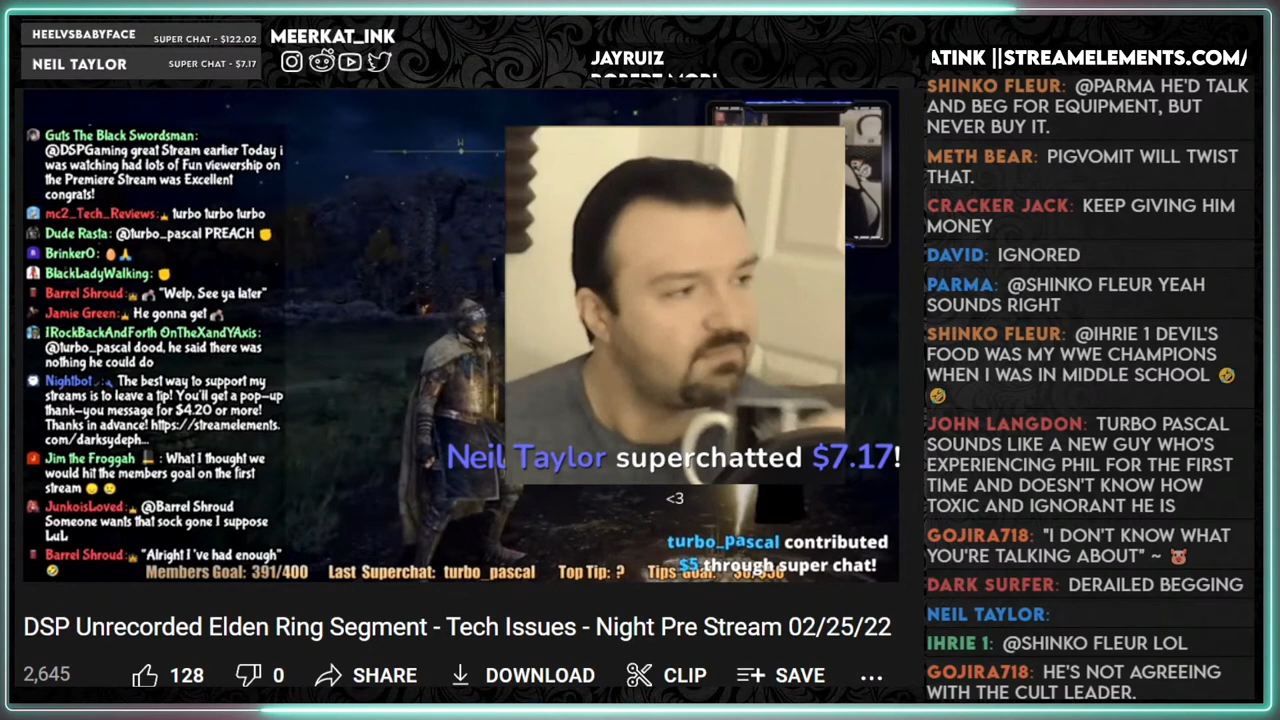 HEELVSBABYFACE
SUPER CHAT - $122.02
NEIL TAYLOR
SUPER CHAT - $7.17
MEERKAT_INK
JAYRUIZ
ATINK ||STREAMELEMENTS.COM/
Guts The Black Swordsman:
@DSPGaming great Stream earlier Today i
was watching had lots of Fun viewership on
the Premiere Stream was Excellent
congrats!
mc2_Tech_Reviews: turbo turbo turbo
Dude Rasta: @turbo_pascal PREACH ✊
BrinkerO: 🥚🙏
BlackLadyWalking: ✊
Barrel Shroud: "Welp, See ya later"
Jamie Green: He gonna get
IRockBackAndForth OnTheXandYAxis:
@turbo_pascal dood, he said there was
nothing he could do
Nightbot: The best way to support my
streams is to leave a tip! You'll get a pop-up
thank-you message for $4.20 or more!
Thanks in advance! https://streamelements.
com/darksydeph...
Jim the Froggah : What I thought we
would hit the members goal on the first
stream
JunkoisLoved: @Barrel Shroud
Someone wants that sock gone I suppose
LuL
Barrel Shroud: "Alright I 've had enough"
🤣
W
Neil Taylor superchatted $7.17!
<3
turbo_pascal contributed
$5 through super chat!
Members Goal: 391/400 Last Superchat: turbo_pascal Top Tip: ? Tips Goal:
DSP Unrecorded Elden Ring Segment - Tech Issues - Night Pre Stream 02/25/22
2,645 128 0 SHARE DOWNLOAD CLIP SAVE ...
SHINKO FLEUR: @PARMA HE'D TALK
AND BEG FOR EQUIPMENT, BUT
NEVER BUY IT.
METH BEAR: PIGVOMIT WILL TWIST
THAT.
CRACKER JACK: KEEP GIVING HIM
MONEY
DAVID: IGNORED
PARMA: @SHINKO FLEUR YEAH
SOUNDS RIGHT
SHINKO FLEUR: @IHRIE 1 DEVIL'S
FOOD WAS MY WWE CHAMPIONS
WHEN I WAS IN MIDDLE SCHOOL 🤣
🤣
JOHN LANGDON: TURBO PASCAL
SOUNDS LIKE A NEW GUY WHO'S
EXPERIENCING PHIL FOR THE FIRST
TIME AND DOESN'T KNOW HOW
TOXIC AND IGNORANT HE IS
GOJIRA718: "I DON'T KNOW WHAT
YOU'RE TALKING ABOUT" ~ 🐷
DARK SURFER: DERAILED BEGGING
NEIL TAYLOR:
IHRIE 1: @SHINKO FLEUR LOL
GOJIRA718: HE'S NOT AGREEING
WITH THE CULT LEADER.